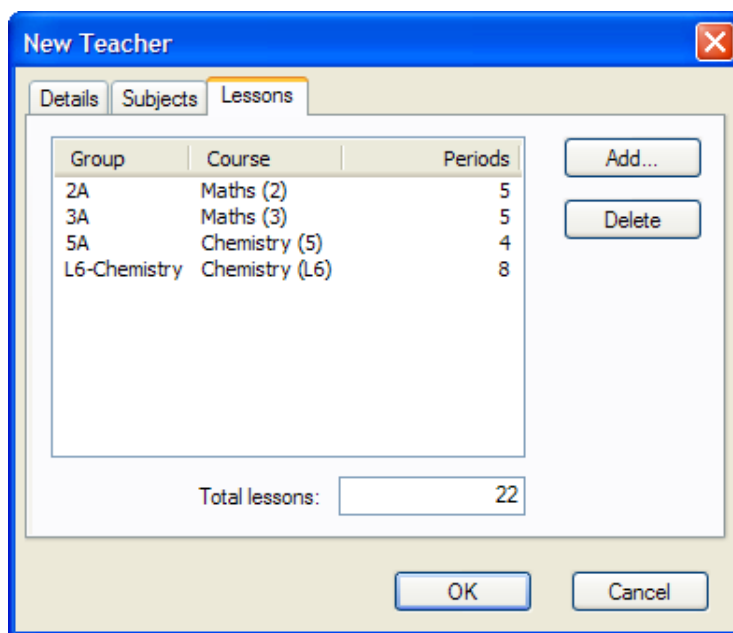 New Teacher
Details Subjects Lessons
Group Course Periods
2A Maths (2) 5
3A Maths (3) 5
5A Chemistry (5) 4
L6-Chemistry Chemistry (L6) 8
Add...
Delete
Total lessons: 22
OK Cancel